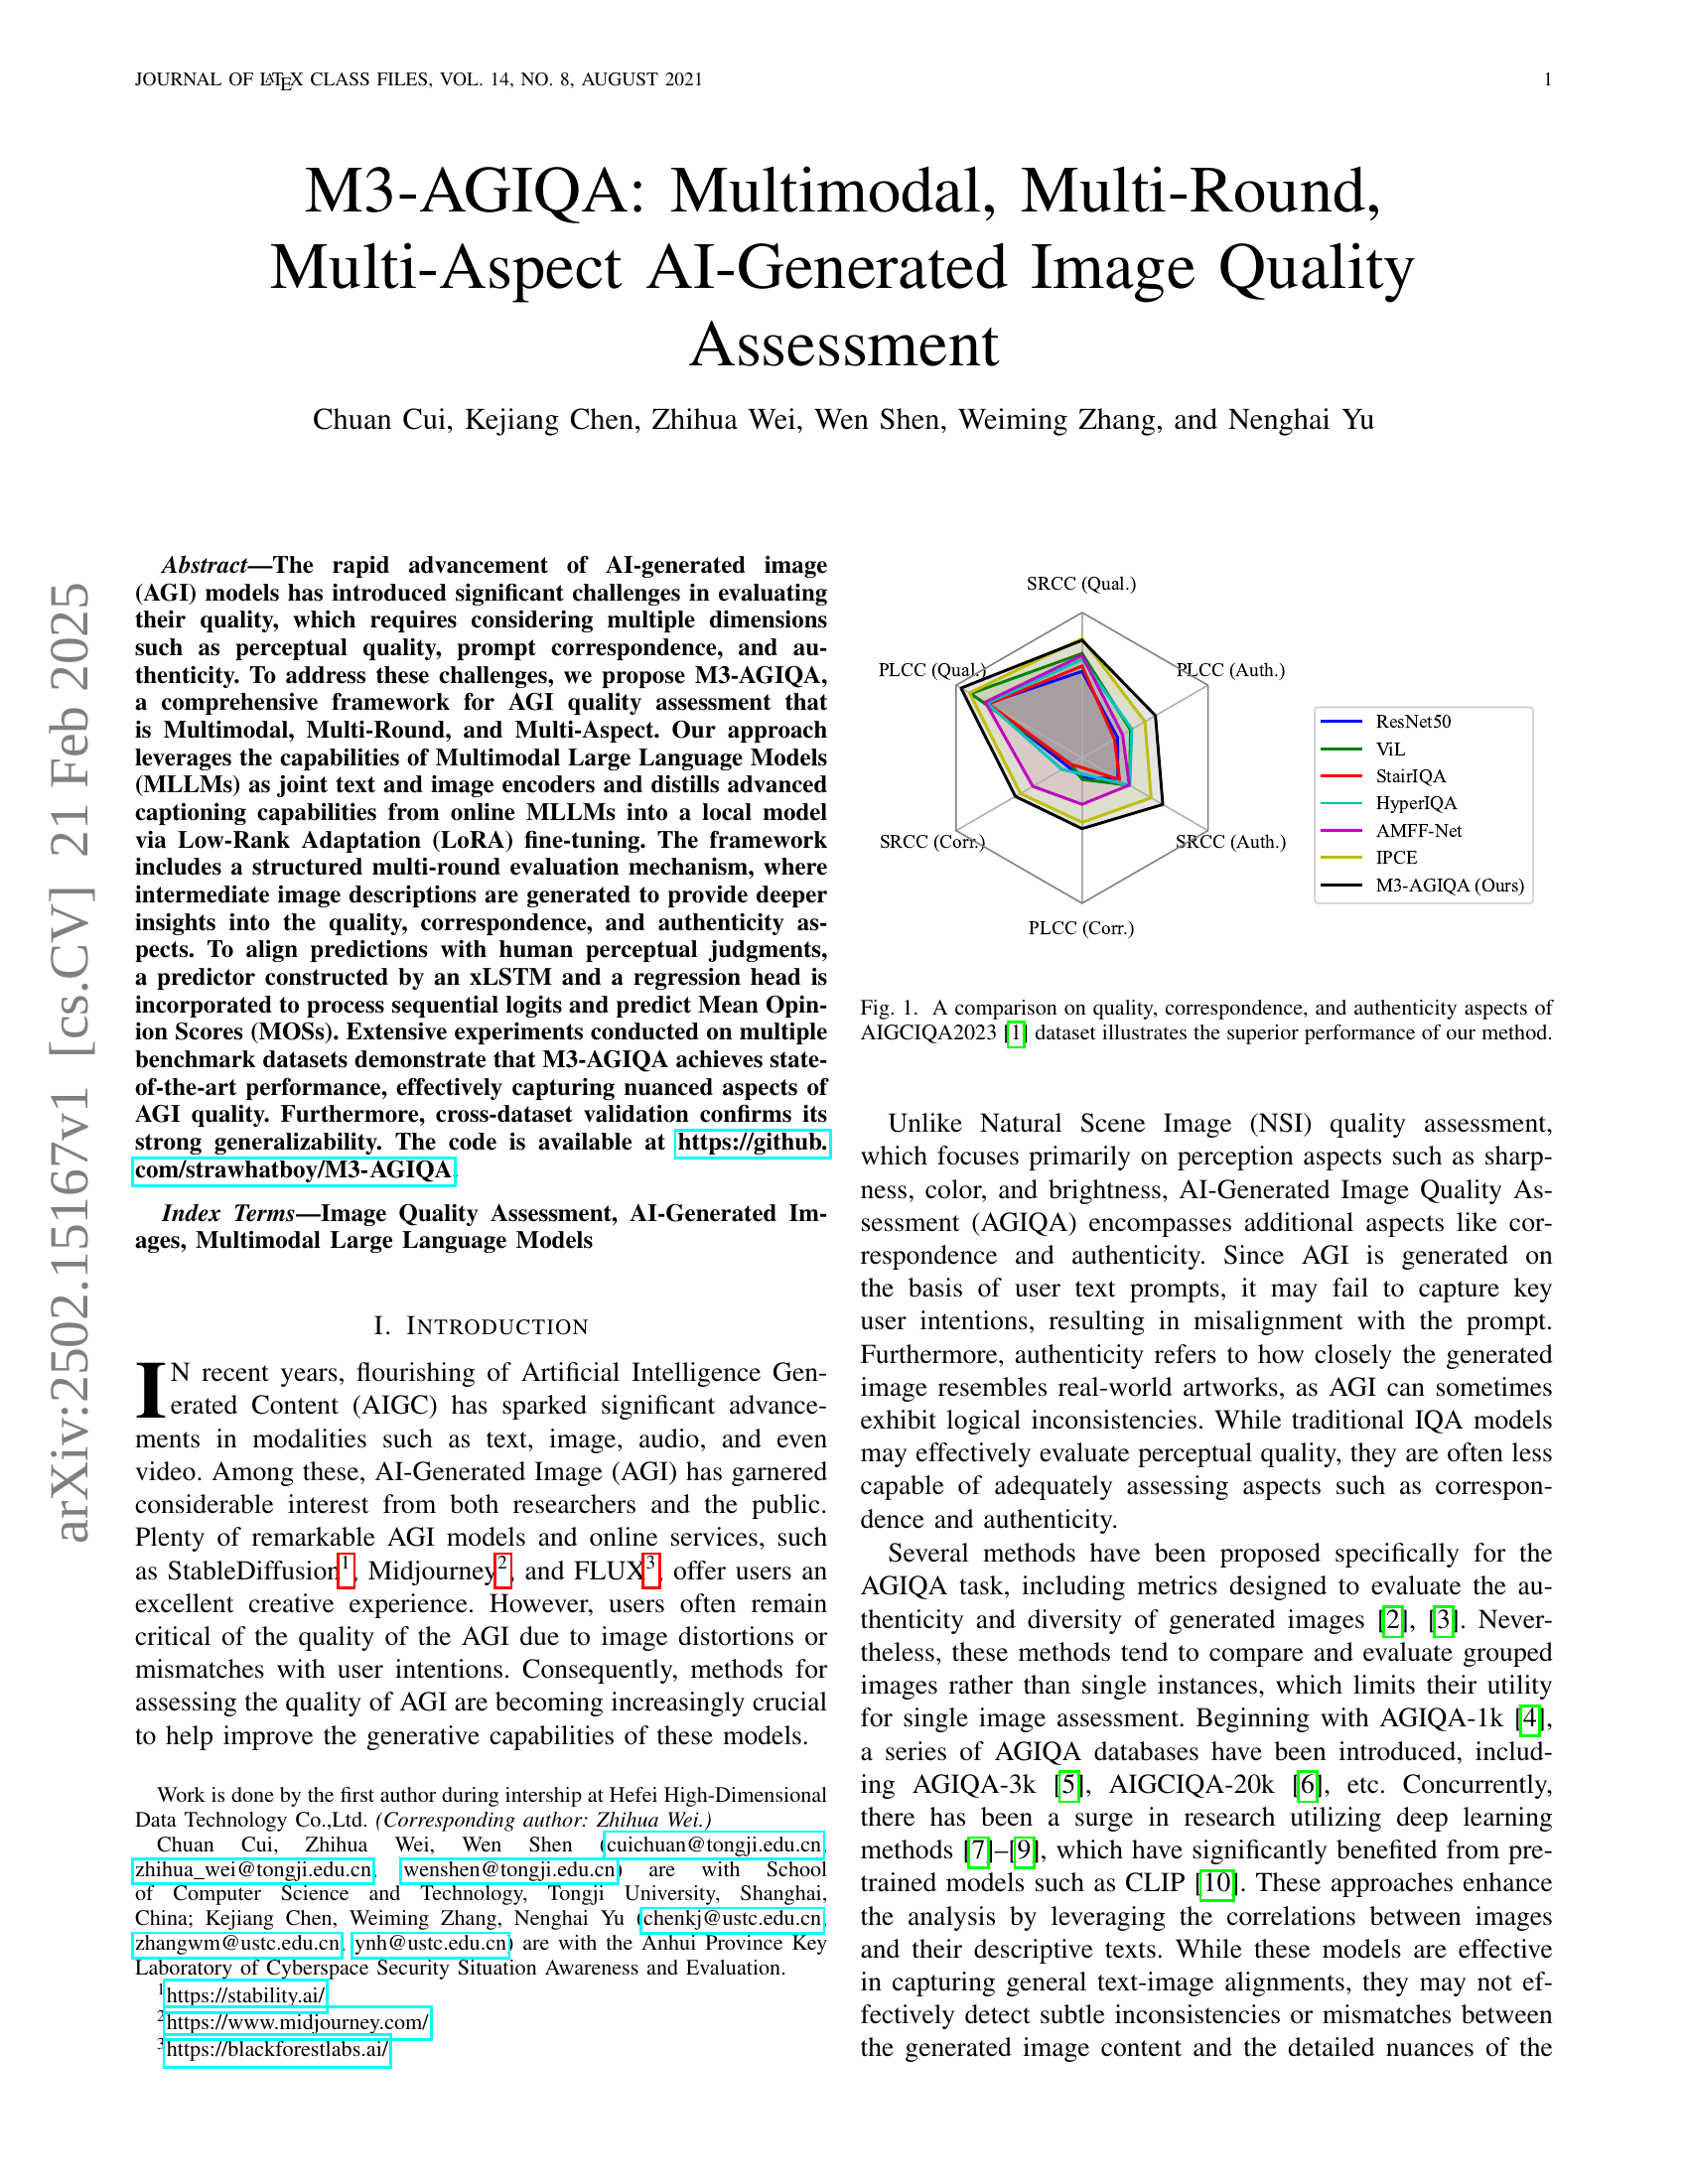 JOURNAL OF LATEX CLASS FILES, VOL. 14, NO. 8, AUGUST 2021
1
M3-AGIQA: Multimodal, Multi-Round,
Multi-Aspect AI-Generated Image Quality
Assessment
Chuan Cui, Kejiang Chen, Zhihua Wei, Wen Shen, Weiming Zhang, and Nenghai Yu
arXiv:2502.15167v1 [cs.CV] 21 Feb 2025
Abstract—The rapid advancement of AI-generated image
(AGI) models has introduced significant challenges in evaluating
their quality, which requires considering multiple dimensions
such as perceptual quality, prompt correspondence, and au-
thenticity. To address these challenges, we propose M3-AGIQA,
a comprehensive framework for AGI quality assessment that
is Multimodal, Multi-Round, and Multi-Aspect. Our approach
leverages the capabilities of Multimodal Large Language Models
(MLLMs) as joint text and image encoders and distills advanced
captioning capabilities from online MLLMs into a local model
via Low-Rank Adaptation (LoRA) fine-tuning. The framework
includes a structured multi-round evaluation mechanism, where
intermediate image descriptions are generated to provide deeper
insights into the quality, correspondence, and authenticity as-
pects. To align predictions with human perceptual judgments,
a predictor constructed by an xLSTM and a regression head is
incorporated to process sequential logits and predict Mean Opin-
ion Scores (MOSs). Extensive experiments conducted on multiple
benchmark datasets demonstrate that M3-AGIQA achieves state-
of-the-art performance, effectively capturing nuanced aspects of
AGI quality. Furthermore, cross-dataset validation confirms its
strong generalizability. The code is available at https://github.
com/strawhatboy/M3-AGIQA.
Index Terms—Image Quality Assessment, AI-Generated Im-
ages, Multimodal Large Language Models
I. INTRODUCTION
IN recent years, flourishing of Artificial Intelligence Gen-
erated Content (AIGC) has sparked significant advance-
ments in modalities such as text, image, audio, and even
video. Among these, AI-Generated Image (AGI) has garnered
considerable interest from both researchers and the public.
Plenty of remarkable AGI models and online services, such
as StableDiffusion1, Midjourney2, and FLUX3, offer users an
excellent creative experience. However, users often remain
critical of the quality of the AGI due to image distortions or
mismatches with user intentions. Consequently, methods for
assessing the quality of AGI are becoming increasingly crucial
to help improve the generative capabilities of these models.
Work is done by the first author during intership at Hefei High-Dimensional
Data Technology Co.,Ltd. (Corresponding author: Zhihua Wei.)
Chuan Cui, Zhihua Wei, Wen Shen (cuichuan@tongji.edu.cn,
zhihua_wei@tongji.edu.cn, wenshen@tongji.edu.cn) are with School
of Computer Science and Technology, Tongji University, Shanghai,
China; Kejiang Chen, Weiming Zhang, Nenghai Yu (chenkj@ustc.edu.cn,
zhangwm@ustc.edu.cn, ynh@ustc.edu.cn) are with the Anhui Province Key
Laboratory of Cyberspace Security Situation Awareness and Evaluation.
1https://stability.ai/
2https://www.midjourney.com/
3https://blackforestlabs.ai/
SRCC (Qual.)
PLCC (Qual.)
PLCC (Auth.)
SRCC (Corr.)
SRCC (Auth.)
PLCC (Corr.)
ResNet50
ViL
StairIQA
HyperIQA
AMFF-Net
IPCE
M3-AGIQA (Ours)
Fig. 1. A comparison on quality, correspondence, and authenticity aspects of
AIGCIQA2023 [1] dataset illustrates the superior performance of our method.
Unlike Natural Scene Image (NSI) quality assessment,
which focuses primarily on perception aspects such as sharp-
ness, color, and brightness, AI-Generated Image Quality As-
sessment (AGIQA) encompasses additional aspects like cor-
respondence and authenticity. Since AGI is generated on
the basis of user text prompts, it may fail to capture key
user intentions, resulting in misalignment with the prompt.
Furthermore, authenticity refers to how closely the generated
image resembles real-world artworks, as AGI can sometimes
exhibit logical inconsistencies. While traditional IQA models
may effectively evaluate perceptual quality, they are often less
capable of adequately assessing aspects such as correspon-
dence and authenticity.
Several methods have been proposed specifically for the
AGIQA task, including metrics designed to evaluate the au-
thenticity and diversity of generated images [2], [3]. Never-
theless, these methods tend to compare and evaluate grouped
images rather than single instances, which limits their utility
for single image assessment. Beginning with AGIQA-1k [4],
a series of AGIQA databases have been introduced, includ-
ing AGIQA-3k [5], AIGCIQA-20k [6], etc. Concurrently,
there has been a surge in research utilizing deep learning
methods [7]–[9], which have significantly benefited from pre-
trained models such as CLIP [10]. These approaches enhance
the analysis by leveraging the correlations between images
and their descriptive texts. While these models are effective
in capturing general text-image alignments, they may not ef-
fectively detect subtle inconsistencies or mismatches between
the generated image content and the detailed nuances of the